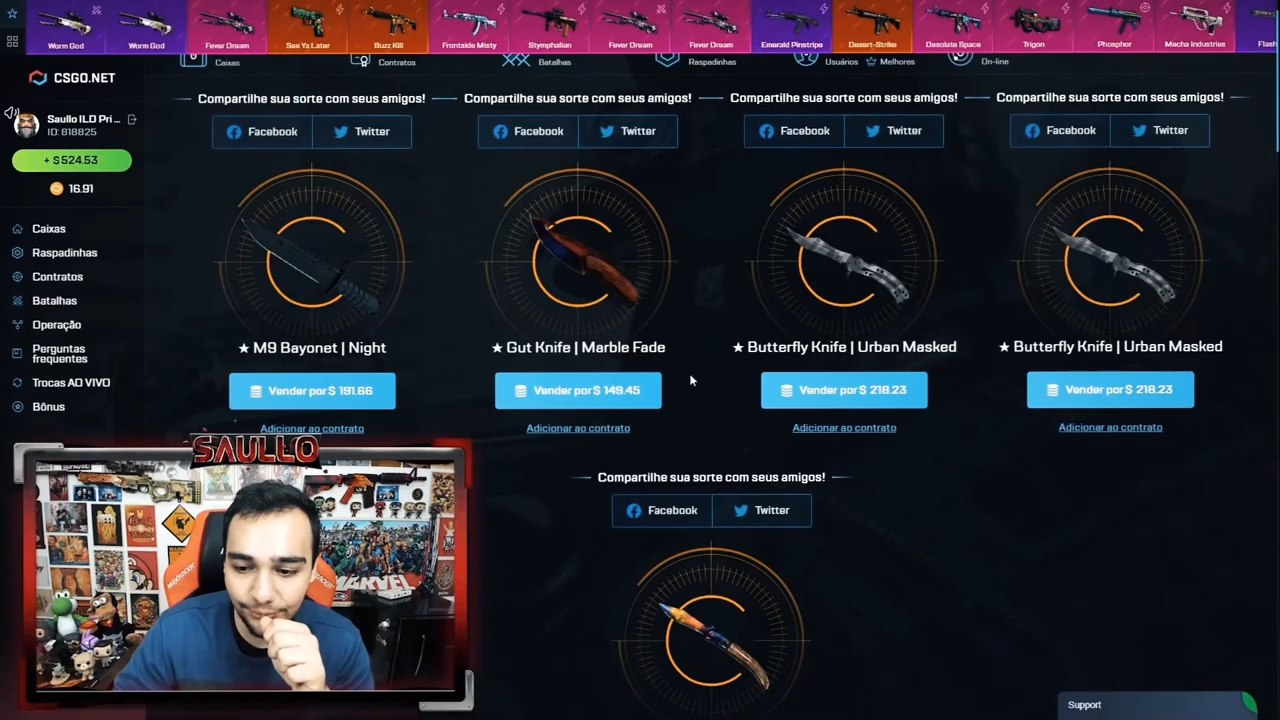 Worm God
Worm God
Fever Dream
See Ya Later
Buzz Kill
Frontside Misty
Stymphalian
Fever Dream
Fever Dream
Emerald Pinstripe
Desert-Strike
Desolate Space
Trigon
Phosphor
Mecha Industries
Flash
CSGO.NET
Caixas
Contratos
Batalhas
Raspadinhas
Usuários
Melhores
On-line
Saullo ILD Pri ...
ID: 818825
+ $524.53
16.91
Caixas
Raspadinhas
Contratos
Batalhas
Operação
Perguntas
frequentes
Trocas AO VIVO
Bônus
Compartilhe sua sorte com seus amigos!
Facebook
Twitter
★ M9 Bayonet | Night
Vender por $ 191.66
Adicionar ao contrato
Compartilhe sua sorte com seus amigos!
Facebook
Twitter
★ Gut Knife | Marble Fade
Vender por $ 149.45
Adicionar ao contrato
Compartilhe sua sorte com seus amigos!
Facebook
Twitter
★ Butterfly Knife | Urban Masked
Vender por $ 218.23
Adicionar ao contrato
Compartilhe sua sorte com seus amigos!
Facebook
Twitter
★ Butterfly Knife | Urban Masked
Vender por $ 218.23
Adicionar ao contrato
Compartilhe sua sorte com seus amigos!
Facebook
Twitter
SAULLO
MARVEL
Support